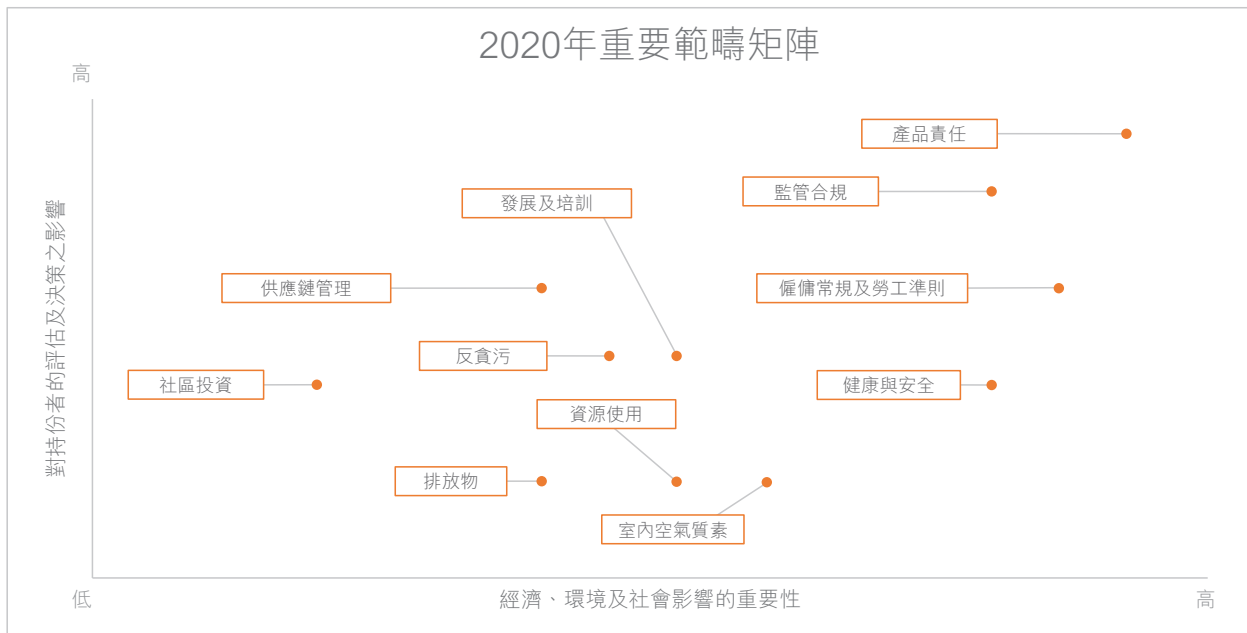 2020年重要範疇矩陣
高
產品責任
監管合規
發展及培訓
供應鏈管理
僱傭常規及勞工準則
反貪污
社區投資
健康與安全
資源使用
排放物
室內空氣質素
對持份者的評估及決策之影響
低
經濟、環境及社會影響的重要性
高